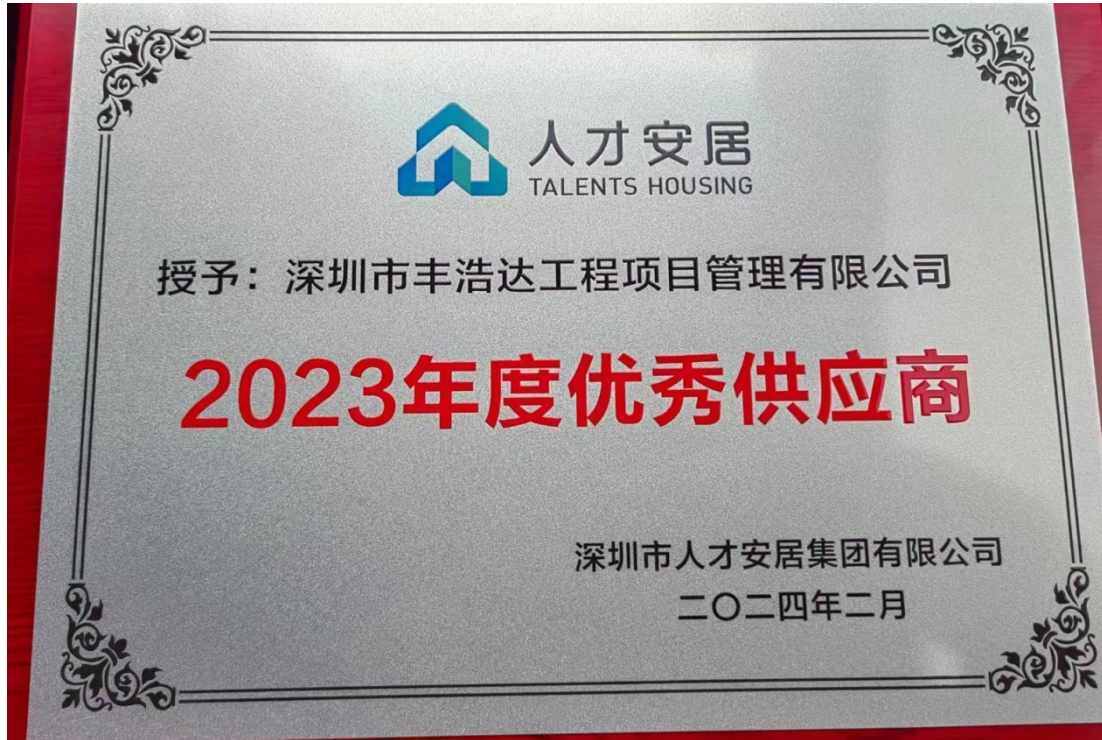 人才安居
TALENTS HOUSING
授予：深圳市丰浩达工程项目管理有限公司
2023年度优秀供应商
深圳市人才安居集团有限公司
二〇二四年二月